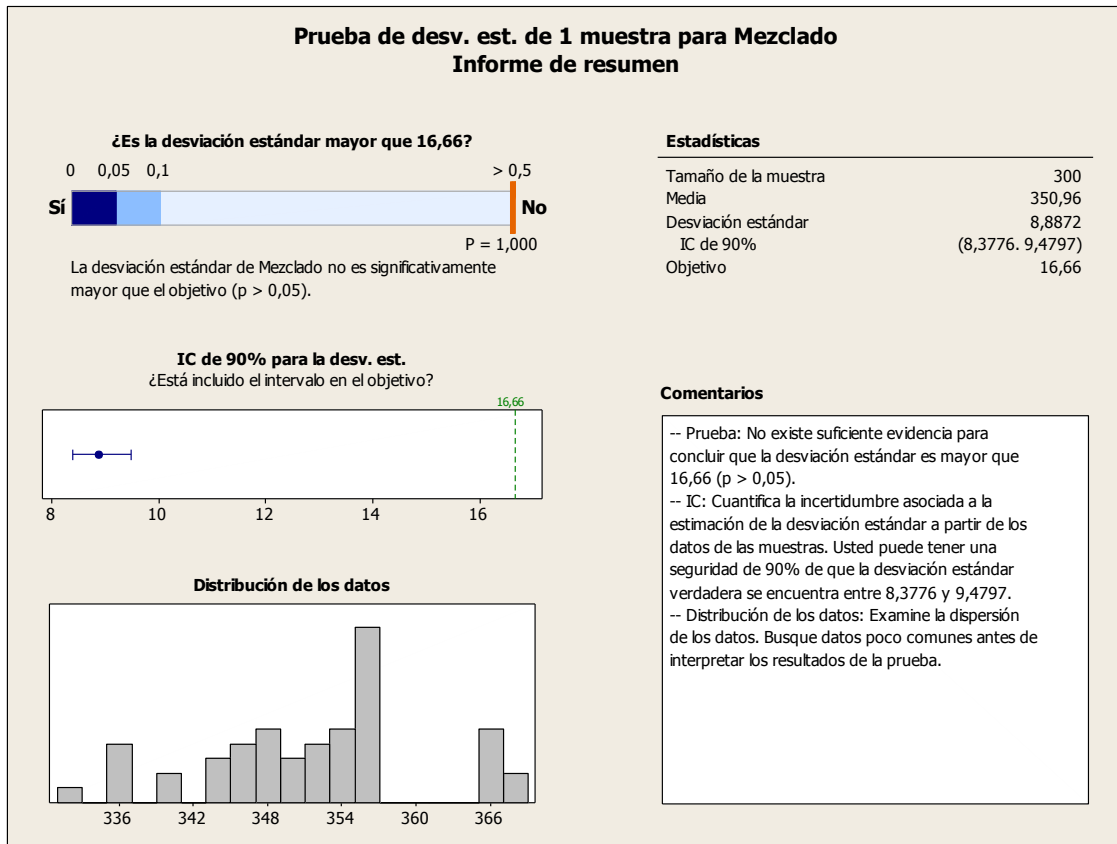 Prueba de desv. est. de 1 muestra para Mezclado
Informe de resumen
¿Es la desviación estándar mayor que 16,66?
0 0,05 0,1 > 0,5
Sí No
P = 1,000
La desviación estándar de Mezclado no es significativamente
mayor que el objetivo (p > 0,05).
IC de 90% para la desv. est.
¿Está incluido el intervalo en el objetivo?
16,66
8 10 12 14 16
Distribución de los datos
336 342 348 354 360 366
Estadísticas
Tamaño de la muestra 300
Media 350,96
Desviación estándar 8,8872
IC de 90% (8,3776. 9,4797)
Objetivo 16,66
Comentarios
-- Prueba: No existe suficiente evidencia para
concluir que la desviación estándar es mayor que
16,66 (p > 0,05).
-- IC: Cuantifica la incertidumbre asociada a la
estimación de la desviación estándar a partir de los
datos de las muestras. Usted puede tener una
seguridad de 90% de que la desviación estándar
verdadera se encuentra entre 8,3776 y 9,4797.
-- Distribución de los datos: Examine la dispersión
de los datos. Busque datos poco comunes antes de
interpretar los resultados de la prueba.